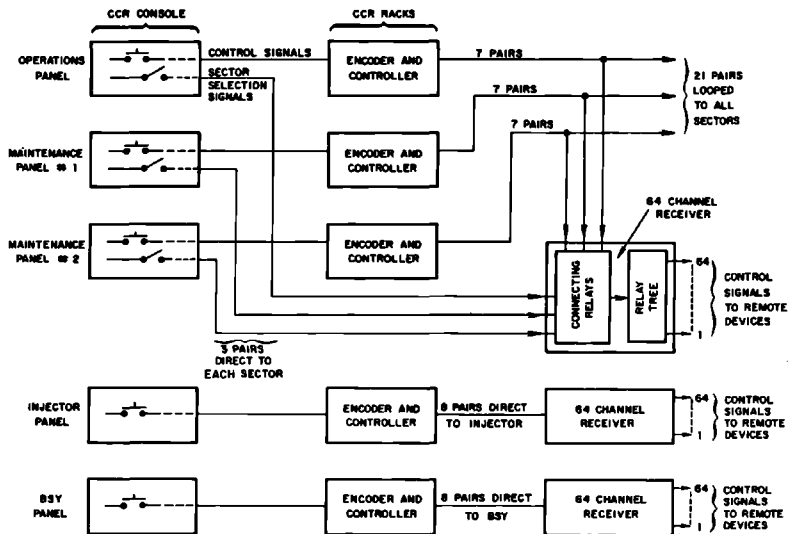 CCR CONSOLE
CCR RACKS
OPERATIONS
PANEL
CONTROL SIGNALS
SECTOR
SELECTION
SIGNALS
ENCODER AND
CONTROLLER
7 PAIRS
21 PAIRS
LOOPED
TO ALL
SECTORS
MAINTENANCE
PANEL # 1
ENCODER AND
CONTROLLER
7 PAIRS
MAINTENANCE
PANEL # 2
ENCODER AND
CONTROLLER
7 PAIRS
64 CHANNEL
RECEIVER
CONNECTING
RELAYS
RELAY
TREE
64
1
CONTROL
SIGNALS
TO REMOTE
DEVICES
3 PAIRS
DIRECT TO
EACH SECTOR
INJECTOR
PANEL
ENCODER AND
CONTROLLER
8 PAIRS DIRECT
TO INJECTOR
64 CHANNEL
RECEIVER
64
1
CONTROL
SIGNALS
TO REMOTE
DEVICES
BSY
PANEL
ENCODER AND
CONTROLLER
8 PAIRS DIRECT
TO BSY
64 CHANNEL
RECEIVER
64
1
CONTROL
SIGNALS
TO REMOTE
DEVICES